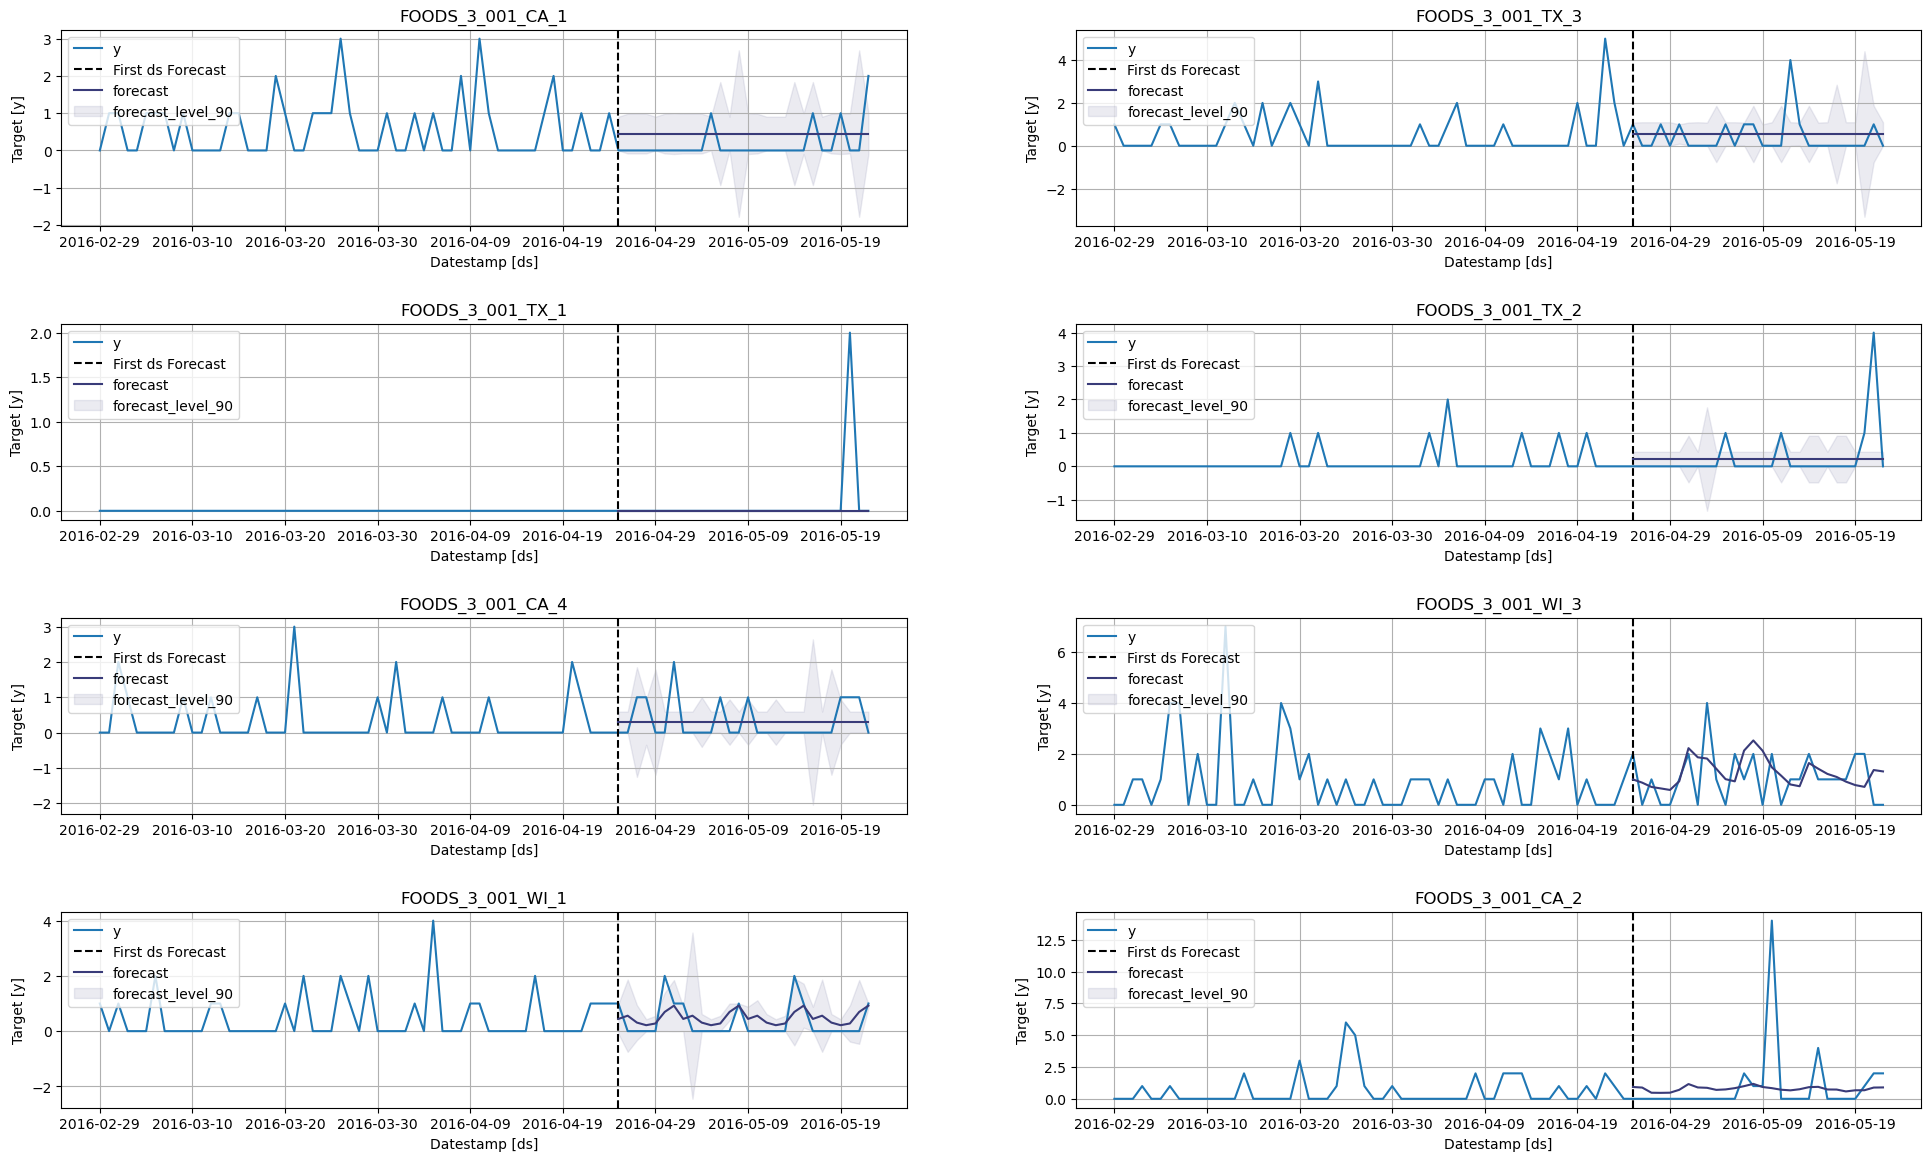 FOODS_3_001_CA_1
3
2
1
0
−1
−2
Target [y]
y
First ds Forecast
forecast
forecast_level_90
2016-02-29 2016-03-10 2016-03-20 2016-03-30 2016-04-09 2016-04-19 2016-04-29 2016-05-09 2016-05-19
Datestamp [ds]
FOODS_3_001_TX_3
4
2
0
−2
Target [y]
y
First ds Forecast
forecast
forecast_level_90
2016-02-29 2016-03-10 2016-03-20 2016-03-30 2016-04-09 2016-04-19 2016-04-29 2016-05-09 2016-05-19
Datestamp [ds]
FOODS_3_001_TX_1
2.0
1.5
1.0
0.5
0.0
Target [y]
y
First ds Forecast
forecast
forecast_level_90
2016-02-29 2016-03-10 2016-03-20 2016-03-30 2016-04-09 2016-04-19 2016-04-29 2016-05-09 2016-05-19
Datestamp [ds]
FOODS_3_001_TX_2
4
3
2
1
0
−1
Target [y]
y
First ds Forecast
forecast
forecast_level_90
2016-02-29 2016-03-10 2016-03-20 2016-03-30 2016-04-09 2016-04-19 2016-04-29 2016-05-09 2016-05-19
Datestamp [ds]
FOODS_3_001_CA_4
3
2
1
0
−1
−2
Target [y]
y
First ds Forecast
forecast
forecast_level_90
2016-02-29 2016-03-10 2016-03-20 2016-03-30 2016-04-09 2016-04-19 2016-04-29 2016-05-09 2016-05-19
Datestamp [ds]
FOODS_3_001_WI_3
6
4
2
0
Target [y]
y
First ds Forecast
forecast
forecast_level_90
2016-02-29 2016-03-10 2016-03-20 2016-03-30 2016-04-09 2016-04-19 2016-04-29 2016-05-09 2016-05-19
Datestamp [ds]
FOODS_3_001_WI_1
4
2
0
−2
Target [y]
y
First ds Forecast
forecast
forecast_level_90
2016-02-29 2016-03-10 2016-03-20 2016-03-30 2016-04-09 2016-04-19 2016-04-29 2016-05-09 2016-05-19
Datestamp [ds]
FOODS_3_001_CA_2
12.5
10.0
7.5
5.0
2.5
0.0
Target [y]
y
First ds Forecast
forecast
forecast_level_90
2016-02-29 2016-03-10 2016-03-20 2016-03-30 2016-04-09 2016-04-19 2016-04-29 2016-05-09 2016-05-19
Datestamp [ds]